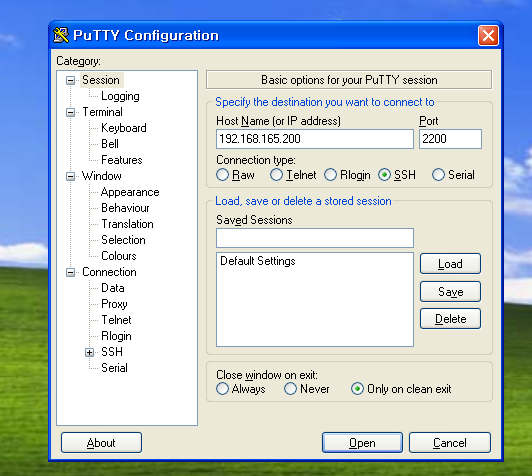 PuTTY Configuration
Category:
Session
Logging
Terminal
Keyboard
Bell
Features
Window
Appearance
Behaviour
Translation
Selection
Colours
Connection
Data
Proxy
Telnet
Rlogin
SSH
Serial
Basic options for your PuTTY session
Specify the destination you want to connect to
Host Name (or IP address) Port
192.168.165.200 2200
Connection type:
Raw Telnet Rlogin SSH Serial
Load, save or delete a stored session
Saved Sessions
Default Settings
Load
Save
Delete
Close window on exit:
Always Never Only on clean exit
About Open Cancel